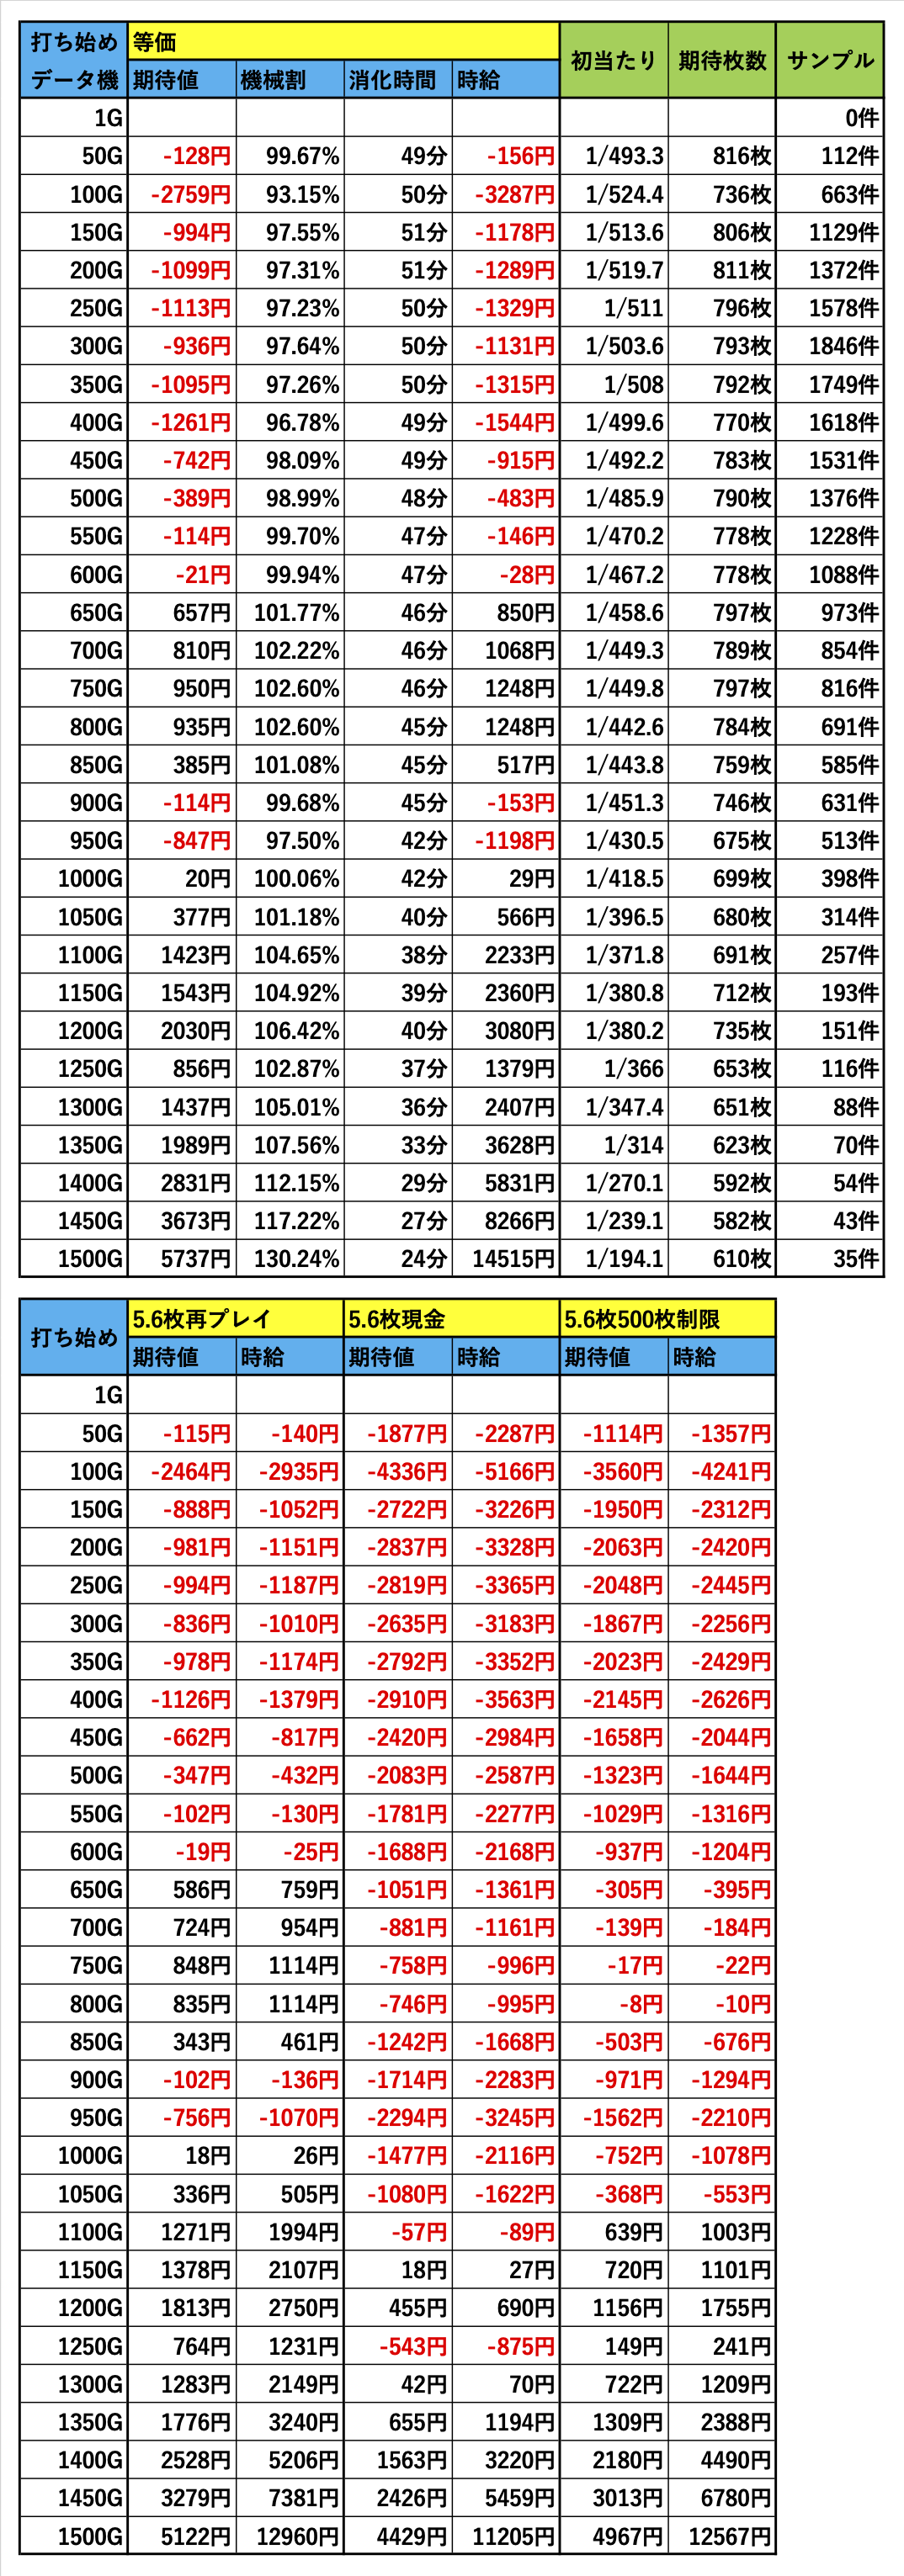 打ち始め 等価 初当たり 期待枚数 サンプル
データ機 期待値 機械割 消化時間 時給
1G 0件
50G -128円 99.67% 49分 -156円 1/493.3 816枚 112件
100G -2759円 93.15% 50分 -3287円 1/524.4 736枚 663件
150G -994円 97.55% 51分 -1178円 1/513.6 806枚 1129件
200G -1099円 97.31% 51分 -1289円 1/519.7 811枚 1372件
250G -1113円 97.23% 50分 -1329円 1/511 796枚 1578件
300G -936円 97.64% 50分 -1131円 1/503.6 793枚 1846件
350G -1095円 97.26% 50分 -1315円 1/508 792枚 1749件
400G -1261円 96.78% 49分 -1544円 1/499.6 770枚 1618件
450G -742円 98.09% 49分 -915円 1/492.2 783枚 1531件
500G -389円 98.99% 48分 -483円 1/485.9 790枚 1376件
550G -114円 99.70% 47分 -146円 1/470.2 778枚 1228件
600G -21円 99.94% 47分 -28円 1/467.2 778枚 1088件
650G 657円 101.77% 46分 850円 1/458.6 797枚 973件
700G 810円 102.22% 46分 1068円 1/449.3 789枚 854件
750G 950円 102.60% 46分 1248円 1/449.8 797枚 816件
800G 935円 102.60% 45分 1248円 1/442.6 784枚 691件
850G 385円 101.08% 45分 517円 1/443.8 759枚 585件
900G -114円 99.68% 45分 -153円 1/451.3 746枚 631件
950G -847円 97.50% 42分 -1198円 1/430.5 675枚 513件
1000G 20円 100.06% 42分 29円 1/418.5 699枚 398件
1050G 377円 101.18% 40分 566円 1/396.5 680枚 314件
1100G 1423円 104.65% 38分 2233円 1/371.8 691枚 257件
1150G 1543円 104.92% 39分 2360円 1/380.8 712枚 193件
1200G 2030円 106.42% 40分 3080円 1/380.2 735枚 151件
1250G 856円 102.87% 37分 1379円 1/366 653枚 116件
1300G 1437円 105.01% 36分 2407円 1/347.4 651枚 88件
1350G 1989円 107.56% 33分 3628円 1/314 623枚 70件
1400G 2831円 112.15% 29分 5831円 1/270.1 592枚 54件
1450G 3673円 117.22% 27分 8266円 1/239.1 582枚 43件
1500G 5737円 130.24% 24分 14515円 1/194.1 610枚 35件
打ち始め 5.6枚再プレイ 5.6枚現金 5.6枚500枚制限
期待値 時給 期待値 時給 期待値 時給
1G
50G -115円 -140円 -1877円 -2287円 -1114円 -1357円
100G -2464円 -2935円 -4336円 -5166円 -3560円 -4241円
150G -888円 -1052円 -2722円 -3226円 -1950円 -2312円
200G -981円 -1151円 -2837円 -3328円 -2063円 -2420円
250G -994円 -1187円 -2819円 -3365円 -2048円 -2445円
300G -836円 -1010円 -2635円 -3183円 -1867円 -2256円
350G -978円 -1174円 -2792円 -3352円 -2023円 -2429円
400G -1126円 -1379円 -2910円 -3563円 -2145円 -2626円
450G -662円 -817円 -2420円 -2984円 -1658円 -2044円
500G -347円 -432円 -2083円 -2587円 -1323円 -1644円
550G -102円 -130円 -1781円 -2277円 -1029円 -1316円
600G -19円 -25円 -1688円 -2168円 -937円 -1204円
650G 586円 759円 -1051円 -1361円 -305円 -395円
700G 724円 954円 -881円 -1161円 -139円 -184円
750G 848円 1114円 -758円 -996円 -17円 -22円
800G 835円 1114円 -746円 -995円 -8円 -10円
850G 343円 461円 -1242円 -1668円 -503円 -676円
900G -102円 -136円 -1714円 -2283円 -971円 -1294円
950G -756円 -1070円 -2294円 -3245円 -1562円 -2210円
1000G 18円 26円 -1477円 -2116円 -752円 -1078円
1050G 336円 505円 -1080円 -1622円 -368円 -553円
1100G 1271円 1994円 -57円 -89円 639円 1003円
1150G 1378円 2107円 18円 27円 720円 1101円
1200G 1813円 2750円 455円 690円 1156円 1755円
1250G 764円 1231円 -543円 -875円 149円 241円
1300G 1283円 2149円 42円 70円 722円 1209円
1350G 1776円 3240円 655円 1194円 1309円 2388円
1400G 2528円 5206円 1563円 3220円 2180円 4490円
1450G 3279円 7381円 2426円 5459円 3013円 6780円
1500G 5122円 12960円 4429円 11205円 4967円 12567円